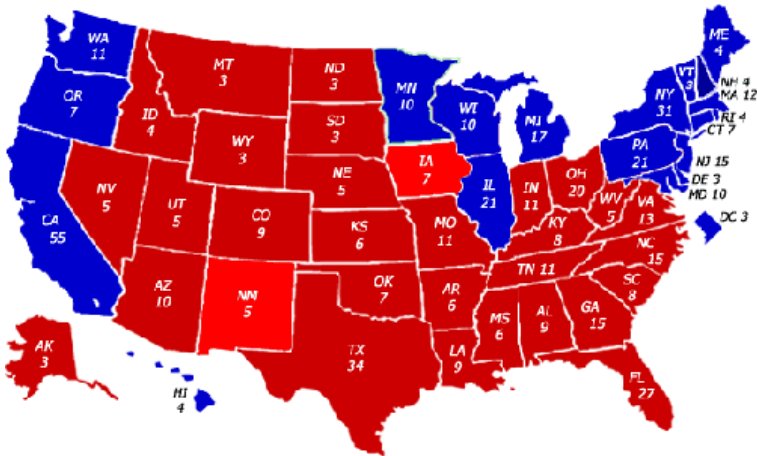 WA
11
OR
7
CA
55
ID
4
NV
5
MT
3
WY
3
UT
5
AZ
10
CO
9
NM
5
ND
3
SD
3
NE
5
KS
6
OK
7
TX
34
MN
10
IA
7
MO
11
AR
6
LA
9
WI
10
IL
21
MI
17
IN
11
OH
20
KY
8
TN 11
MS
6
AL
9
GA
15
FL
27
SC
8
NC
15
VA
13
WV
5
PA
21
NY
31
VT
3
ME
4
NH 4
MA 12
RI 4
CT 7
NJ 15
DE 3
MD 10
DC 3
AK
3
HI
4